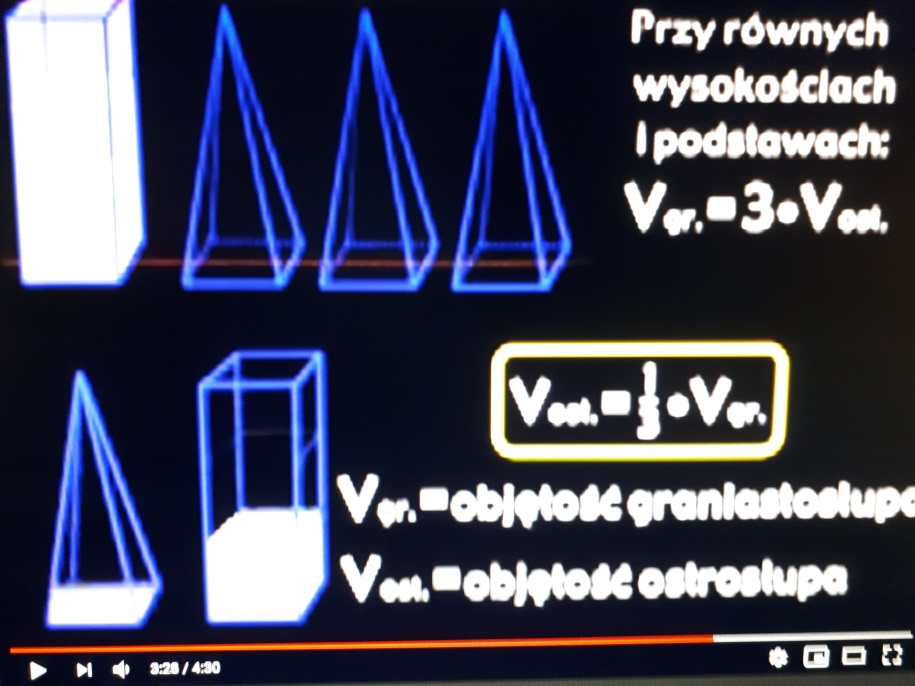 Przy równych
wysokościach
i podstawach:
Vgr.=3•Vost.
Vost.=1/3•Vgr.
Vgr.=objętość graniastosłupa
Vost.=objętość ostrosłupa
3:28 / 4:30